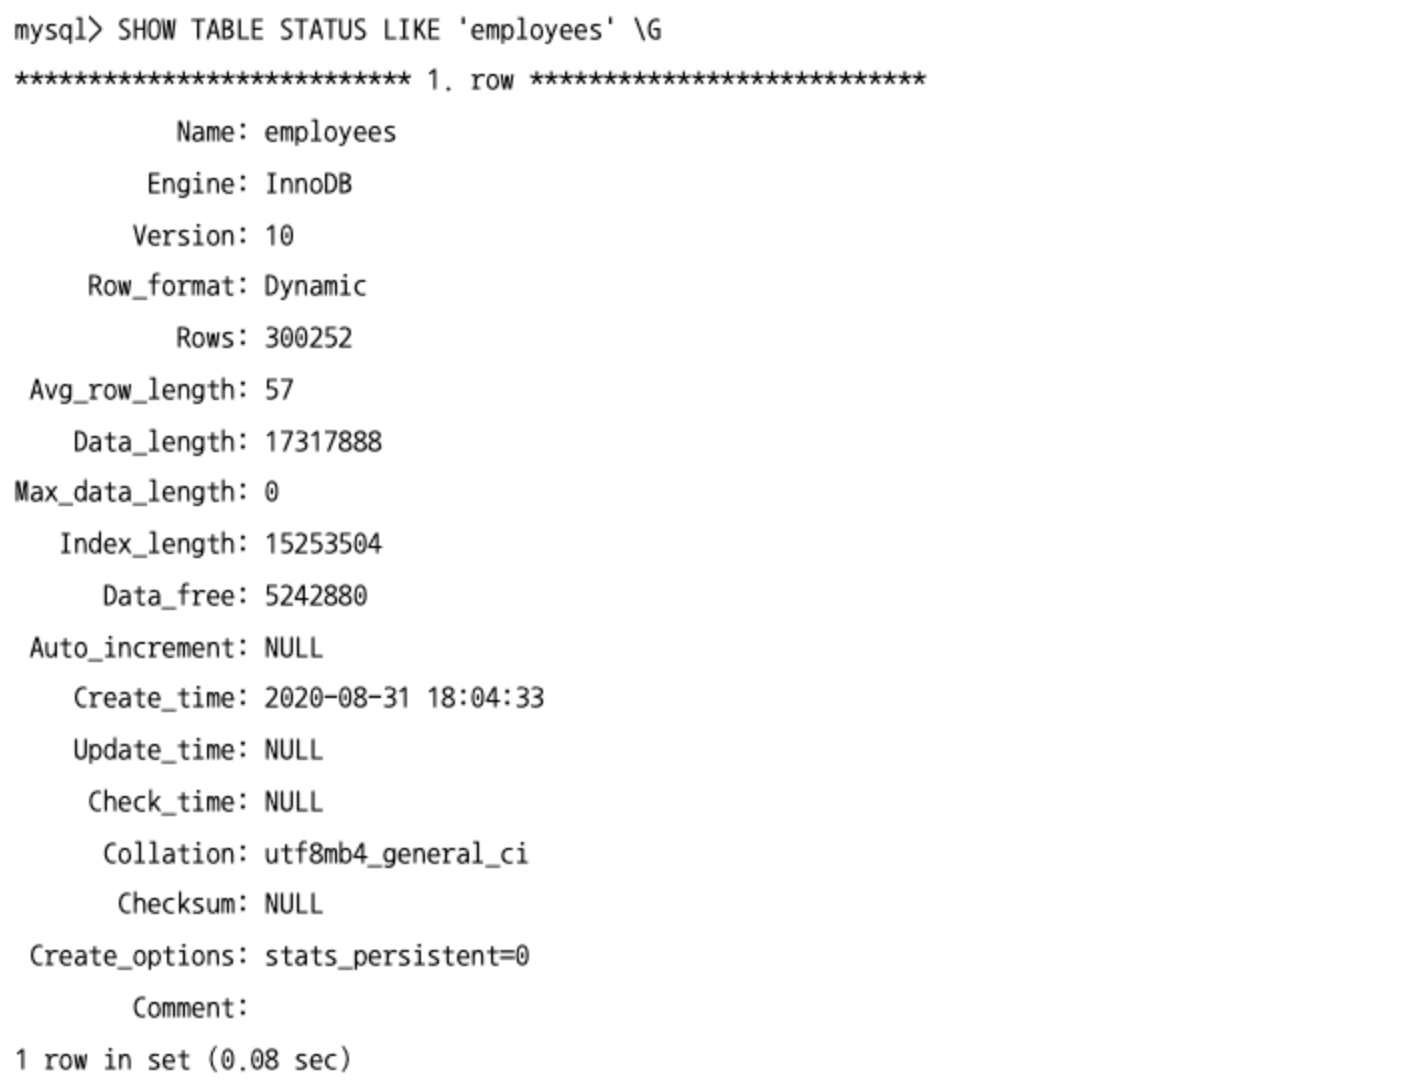 mysql> SHOW TABLE STATUS LIKE 'employees' \G
*************************** 1. row ***************************
Name: employees
Engine: InnoDB
Version: 10
Row_format: Dynamic
Rows: 300252
Avg_row_length: 57
Data_length: 17317888
Max_data_length: 0
Index_length: 15253504
Data_free: 5242880
Auto_increment: NULL
Create_time: 2020-08-31 18:04:33
Update_time: NULL
Check_time: NULL
Collation: utf8mb4_general_ci
Checksum: NULL
Create_options: stats_persistent=0
Comment:
1 row in set (0.08 sec)